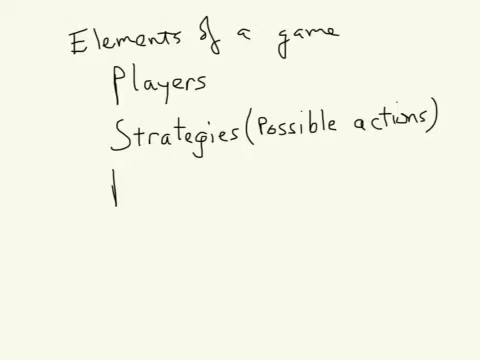 Elements of a game
Players
Strategies (Possible actions)